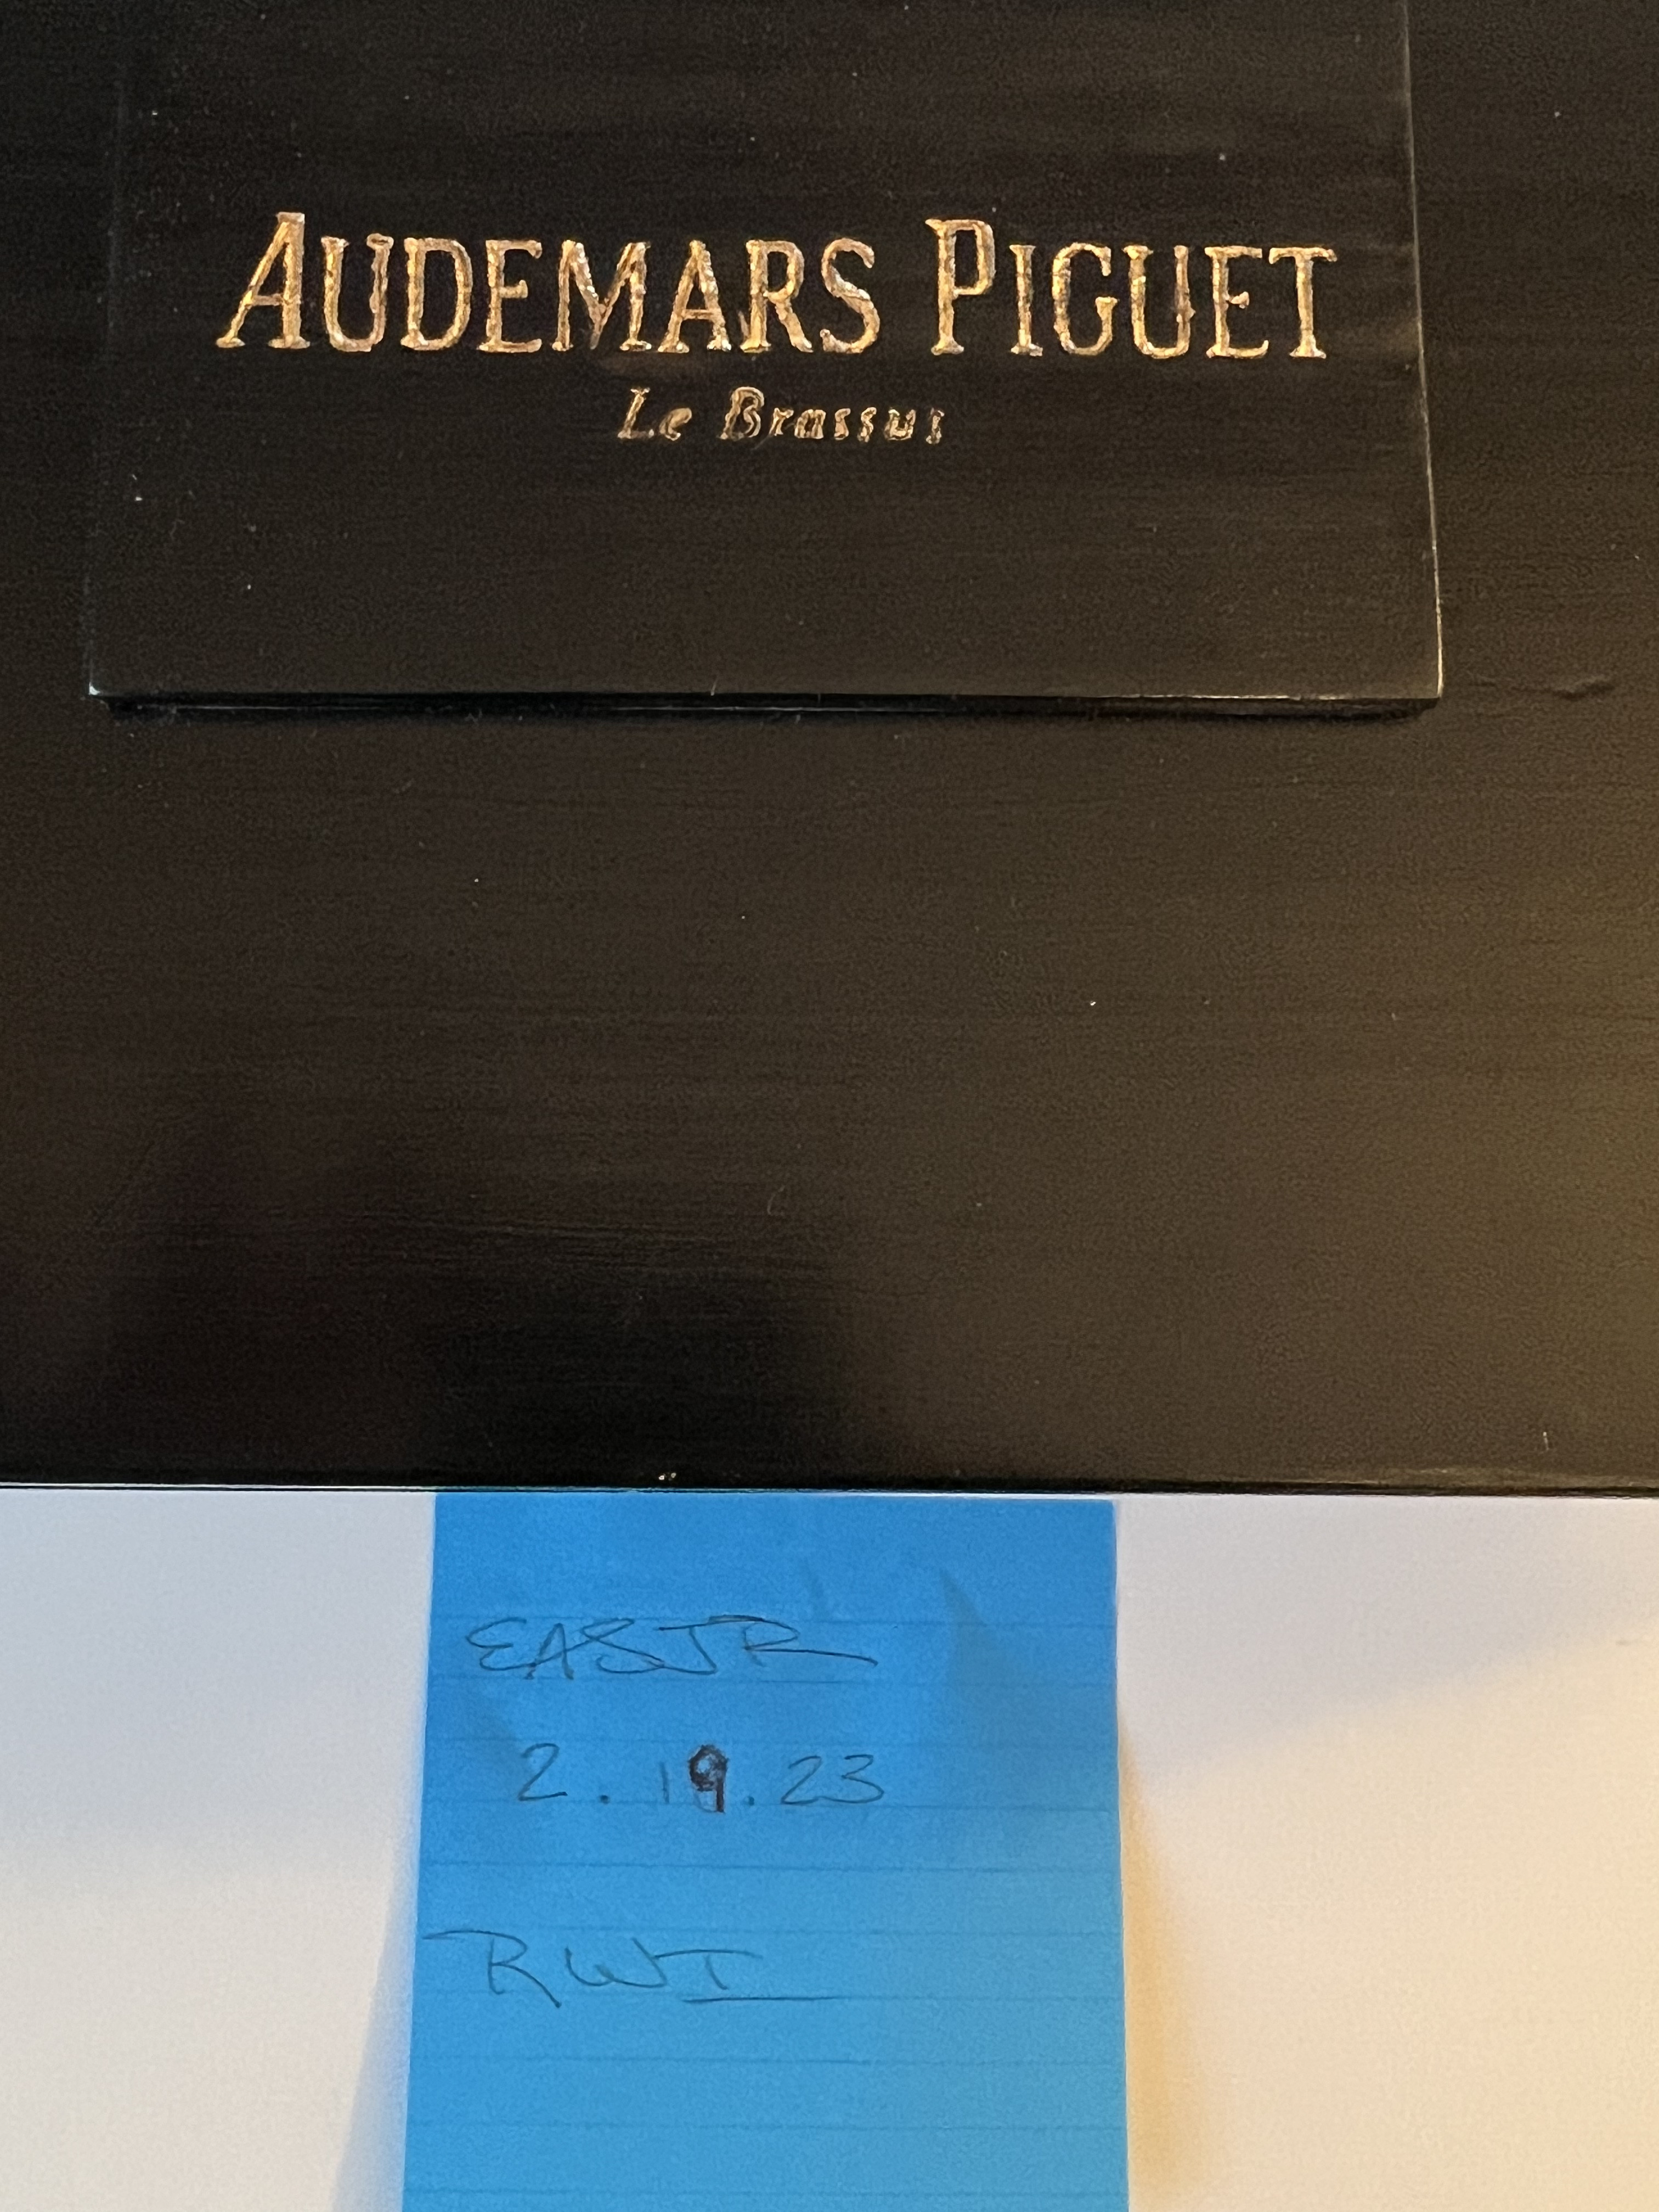 AUDEMARS PIGUET
Le Brassus
EASJR
2.19.23
RWI